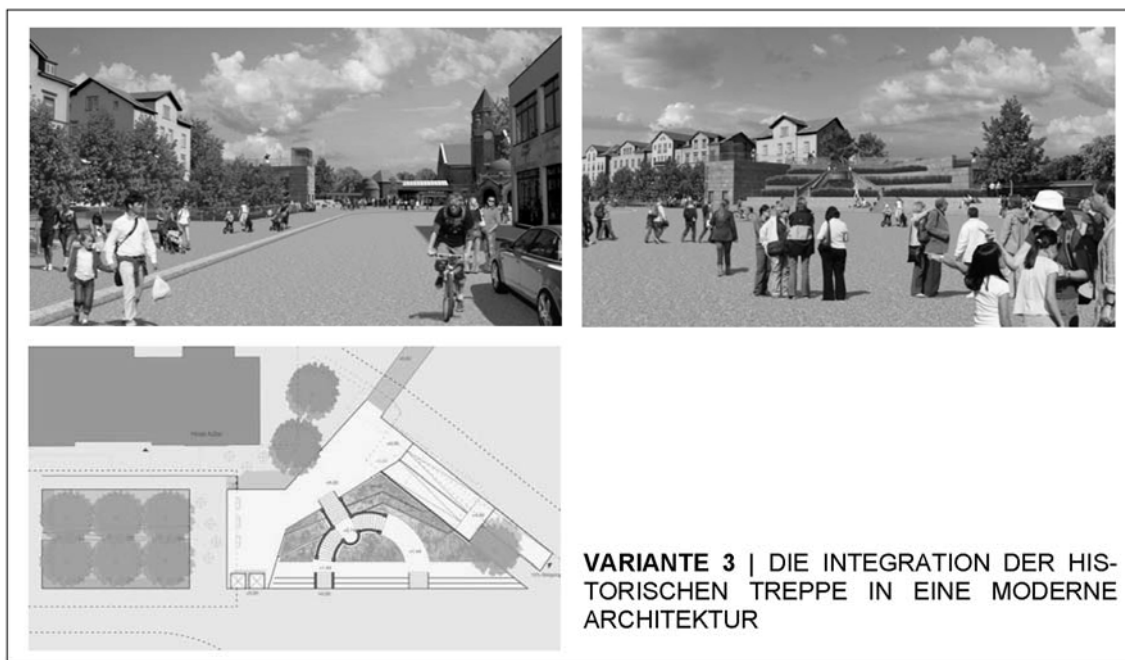 VARIANTE 3 | DIE INTEGRATION DER HIS-
TORISCHEN TREPPE IN EINE MODERNE
ARCHITEKTUR